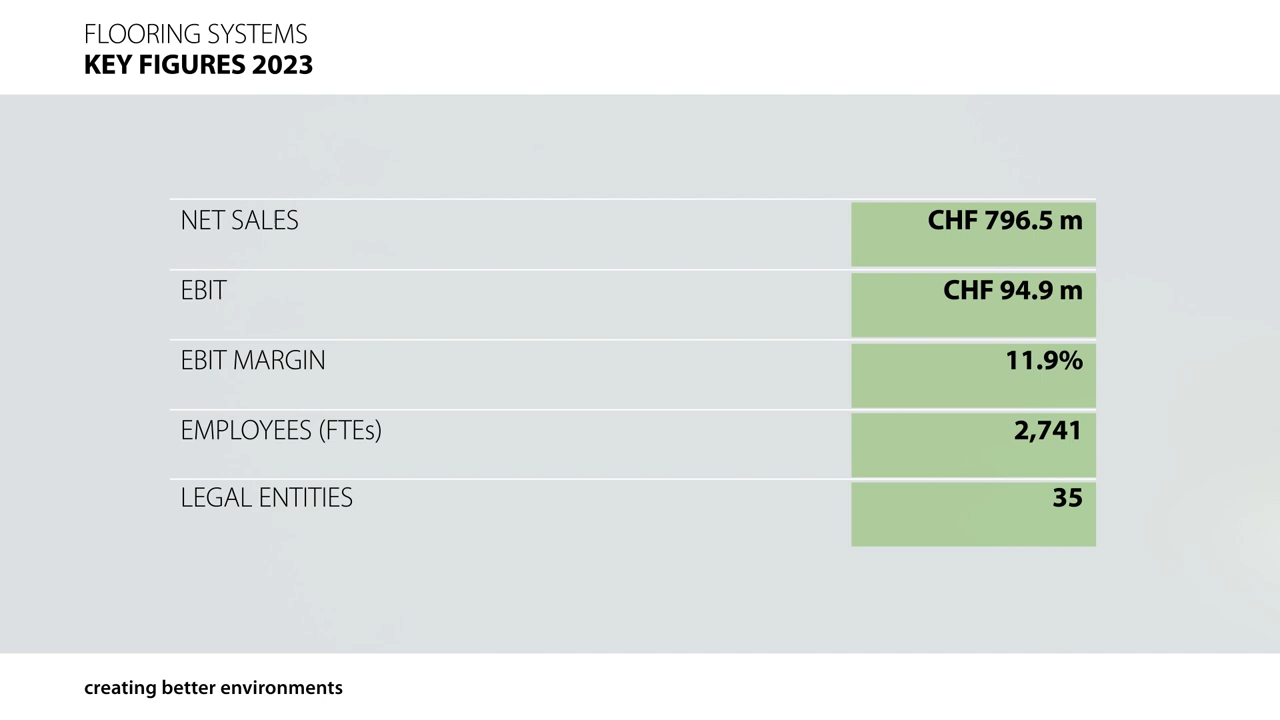 FLOORING SYSTEMS
KEY FIGURES 2023
NET SALES CHF 796.5 m
EBIT CHF 94.9 m
EBIT MARGIN 11.9%
EMPLOYEES (FTEs) 2,741
LEGAL ENTITIES 35
creating better environments